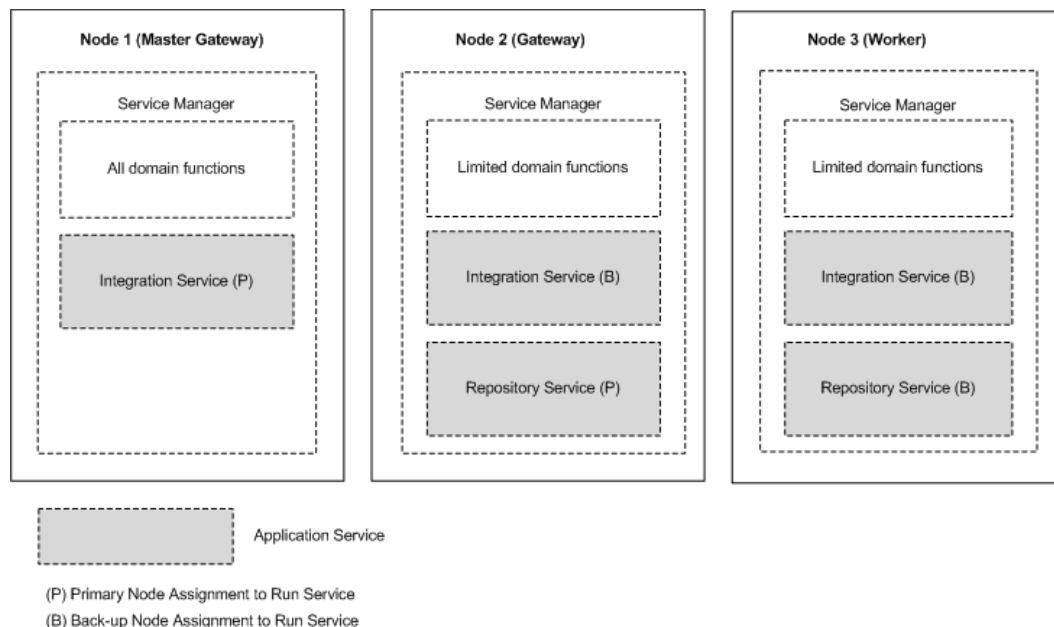 Node 1 (Master Gateway)
Service Manager
All domain functions
Integration Service (P)
Node 2 (Gateway)
Service Manager
Limited domain functions
Integration Service (B)
Repository Service (P)
Node 3 (Worker)
Service Manager
Limited domain functions
Integration Service (B)
Repository Service (B)
Application Service
(P) Primary Node Assignment to Run Service
(B) Back-up Node Assignment to Run Service